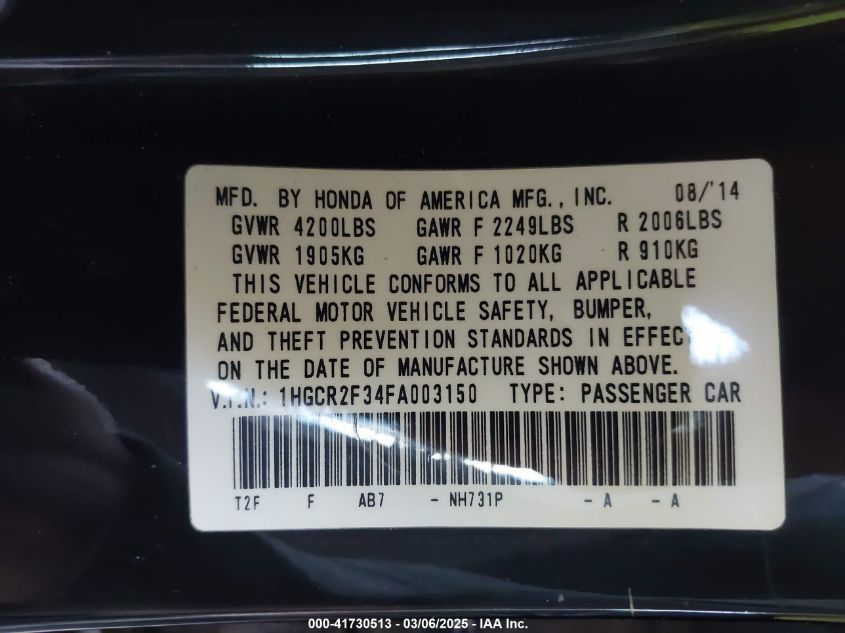 MFD. BY HONDA OF AMERICA MFG., INC. 08/'14
GVWR 4200LBS GAWR F 2249LBS R 2006LBS
GVWR 1905KG GAWR F 1020KG R 910KG
THIS VEHICLE CONFORMS TO ALL APPLICABLE
FEDERAL MOTOR VEHICLE SAFETY, BUMPER,
AND THEFT PREVENTION STANDARDS IN EFFECT
ON THE DATE OF MANUFACTURE SHOWN ABOVE.
V.I.N.: 1HGCR2F34FA003150 TYPE: PASSENGER CAR
T2F F AB7 - NH731P - A - A
000-41730513 - 03/06/2025 - IAA Inc.